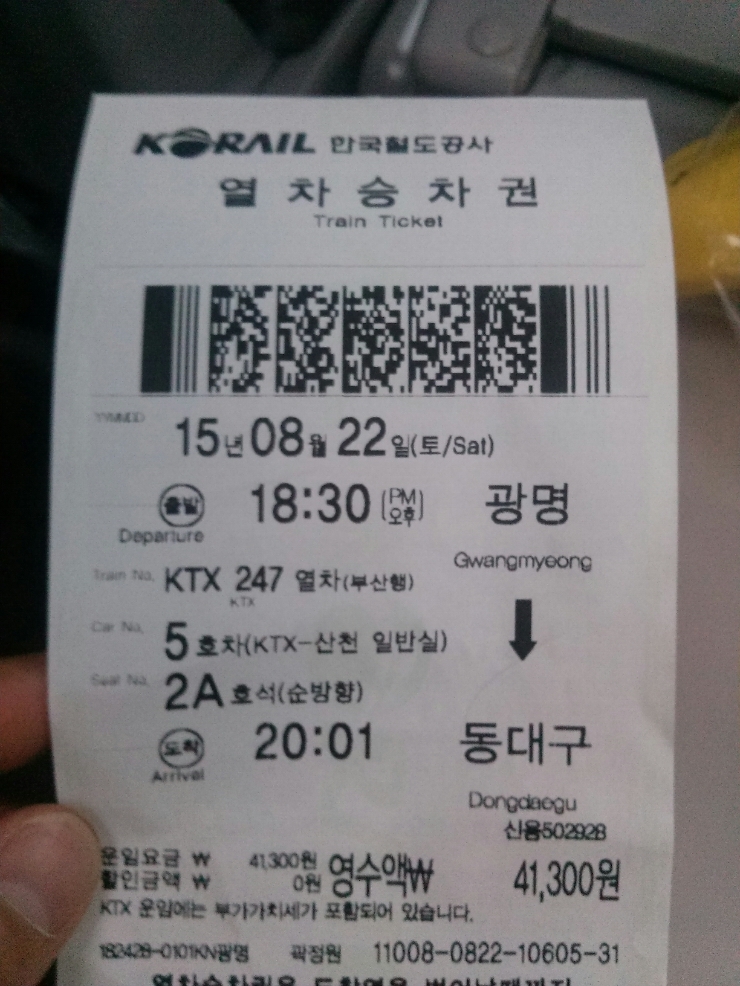 KORAIL 한국철도공사
열 차 승 차 권
Train Ticket
YYMMDD
15년 08월 22일(토/Sat)
출발 18:30 (PM 오후) 광명
Departure
Gwangmyeong
Train No. KTX 247 열차(부산행)
KTX
Car No. 5 호차(KTX-산천 일반실)
Seat No. 2A 호석(순방향)
도착 20:01 동대구
Arrival
Dongdaegu
신용502928
운임요금 ₩ 41,300원 영수액₩ 41,300원
할인금액 ₩ 0원
KTX 운임에는 부가가치세가 포함되어 있습니다.
182428-0101KN광명 곽정원 11008-0822-10605-31